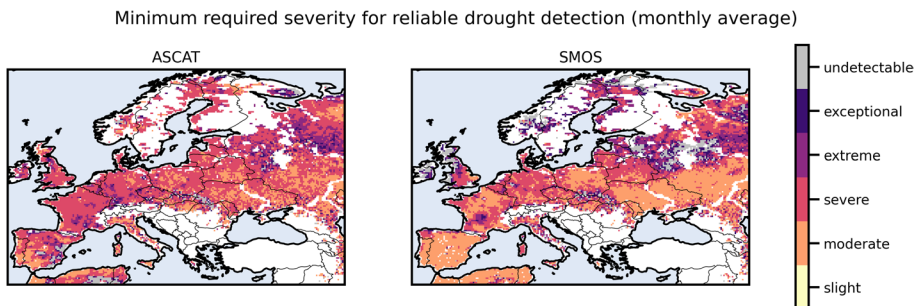 Minimum required severity for reliable drought detection (monthly average)
ASCAT
SMOS
undetectable
exceptional
extreme
severe
moderate
slight